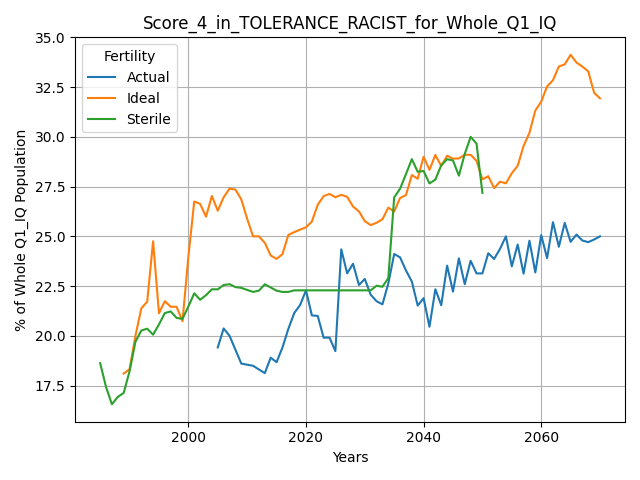 Score_4_in_TOLERANCE_RACIST_for_Whole_Q1_IQ
Fertility
Actual
Ideal
Sterile
% of Whole Q1_IQ Population
35.0
32.5
30.0
27.5
25.0
22.5
20.0
17.5
2000 2020 2040 2060
Years